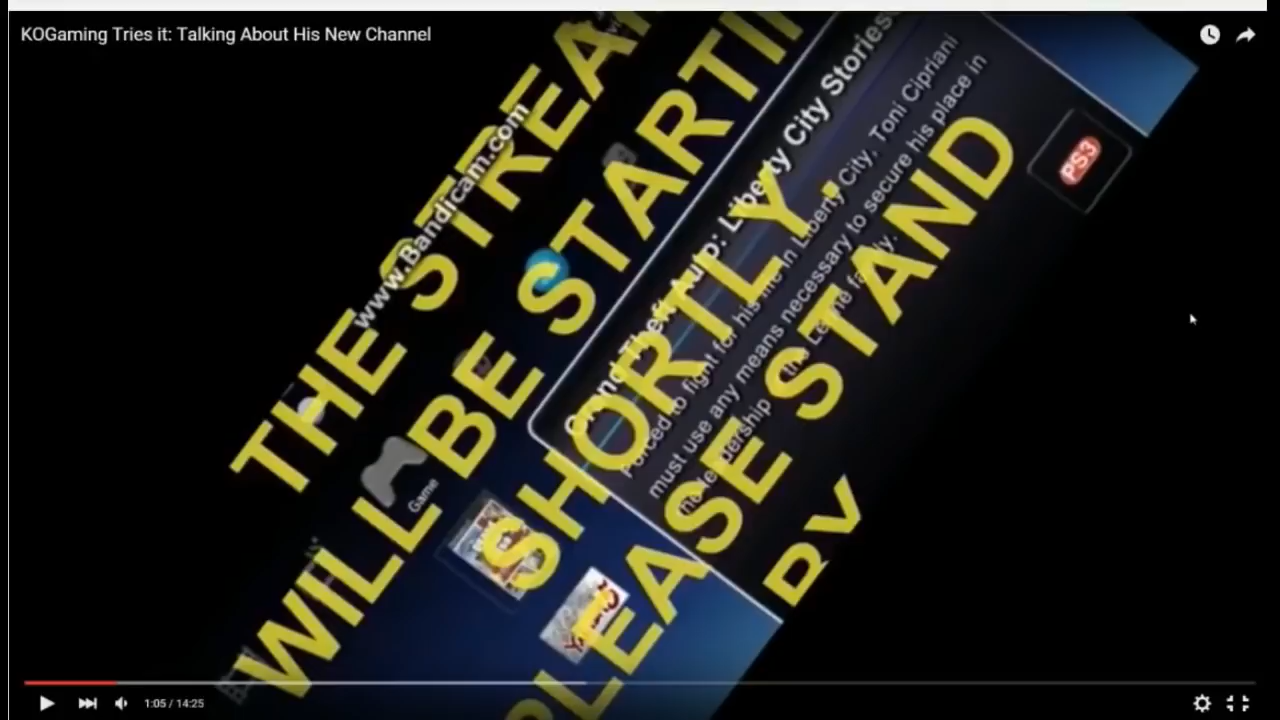 KOGaming Tries it: Talking About His New Channel
www.Bandicam.com
THE STREA
WILL BE STARTI
SHORTLY.
PLEASE STAND
BY
Grand Theft Auto: Liberty City Stories
Forced to fight for his life in Liberty City, Toni Cipriani
must use any means necessary to secure his place in
the leadership of the Leone family.
PS3
Game
1:05 / 14:25